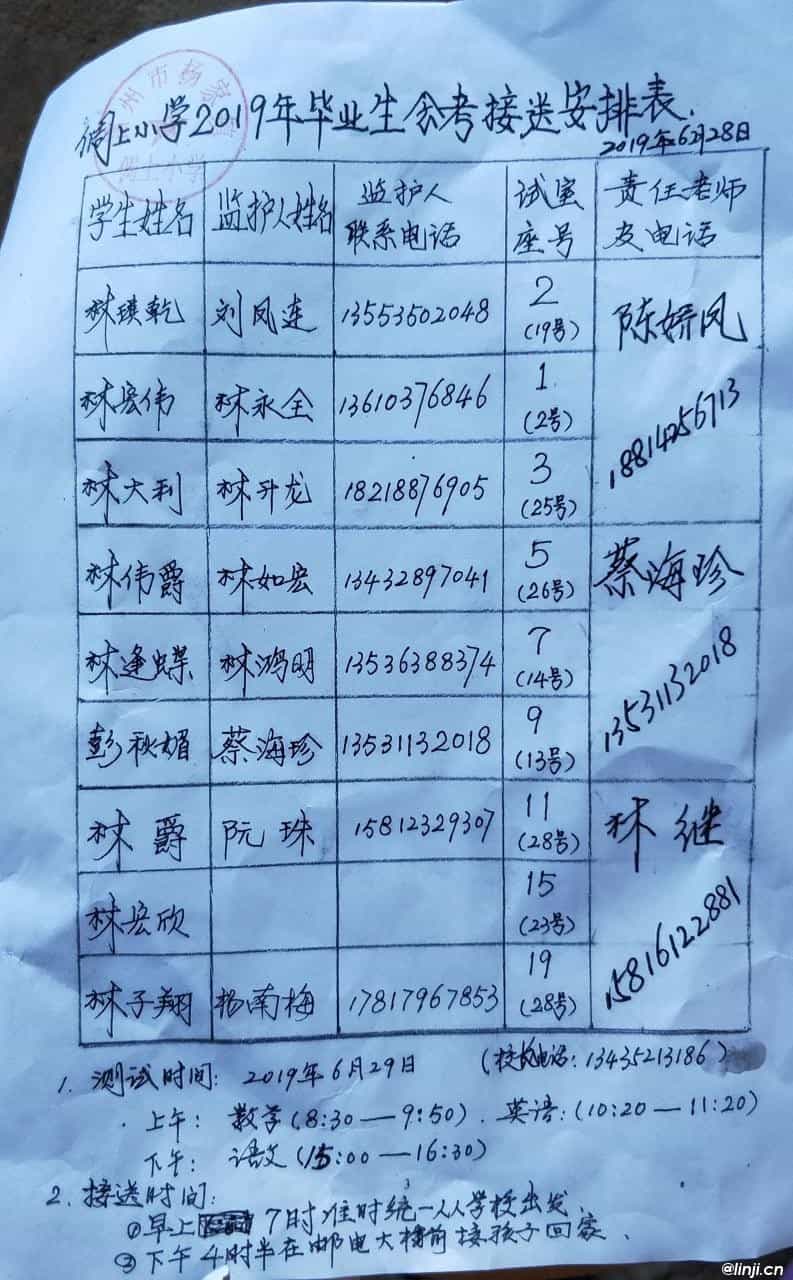 稠上小学2019年毕业生会考接送安排表.
2019年6月28日
学生姓名 监护人姓名 监护人联系电话 试室座号 责任老师及电话
林瑛乾 刘凤连 13553502048 2(19号) 陈娇凤
林宏伟 林永全 13610376846 1(2号) 18814256713
林大利 林升龙 18218876905 3(25号)
林伟爵 林如宏 13432897041 5(26号) 蔡海珍
林逢蝶 林鸿明 13536388374 7(14号) 13531132018
彭秋媚 蔡海珍 13531132018 9(13号)
林爵 阮珠 15812329307 11(28号) 林继
林宏欣 15(23号) 15816122881
林子翔 杨南梅 17817967853 19(28号)
1. 测试时间: 2019年6月29日 (校长电话:13435213186)
上午: 数学(8:30—9:50). 英语:(10:20—11:20)
下午: 语文(15:00—16:30)
2. 接送时间:
①早上7时准时统一从学校出发.
②下午4时半在邮电大楼前接孩子回家.
州市杨家
稠上小学
@linji.cn